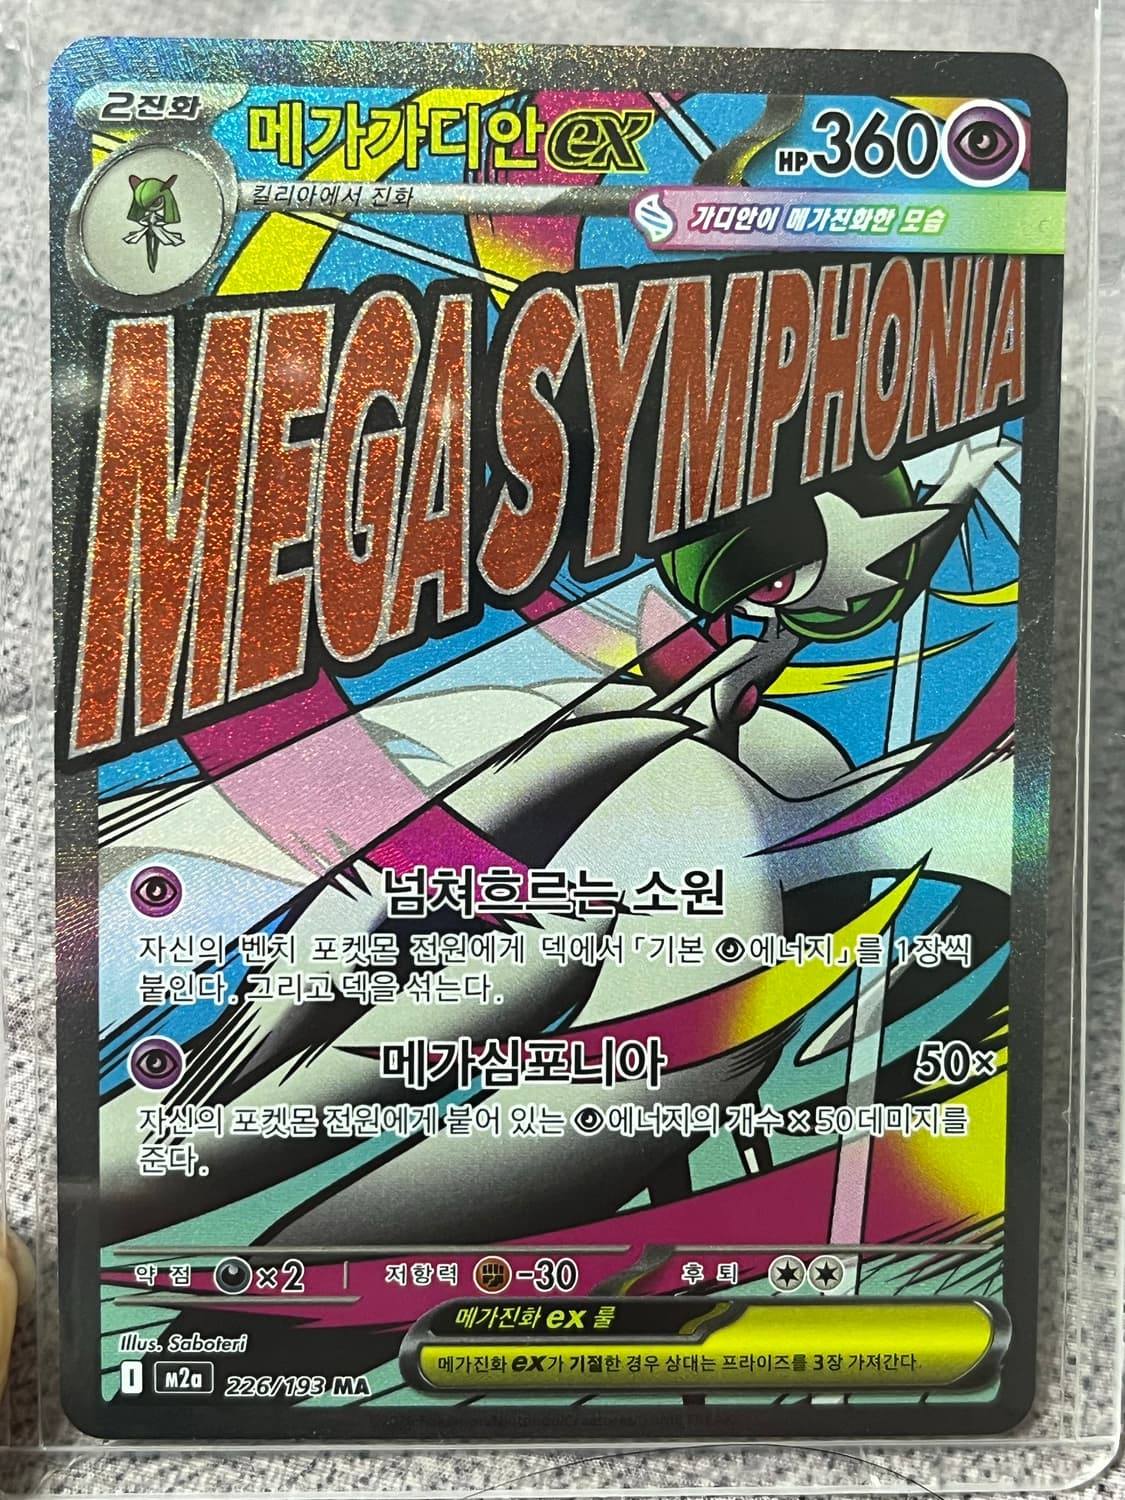 2진화
메가가디안ex
HP360
킬리아에서 진화
가디안이 메가진화한 모습
MEGA SYMPHONIA
넘쳐흐르는 소원
자신의 벤치 포켓몬 전원에게 덱에서 「기본 에너지」를 1장씩
붙인다. 그리고 덱을 섞는다.
메가심포니아 50×
자신의 포켓몬 전원에게 붙어 있는 에너지의 개수×50데미지를
준다.
약점 ×2 저항력 -30 후퇴
메가진화 ex 룰
메가진화 ex가 기절한 경우 상대는 프라이즈를 3장 가져간다.
Illus. Saboteri
I m2a 226/193 MA